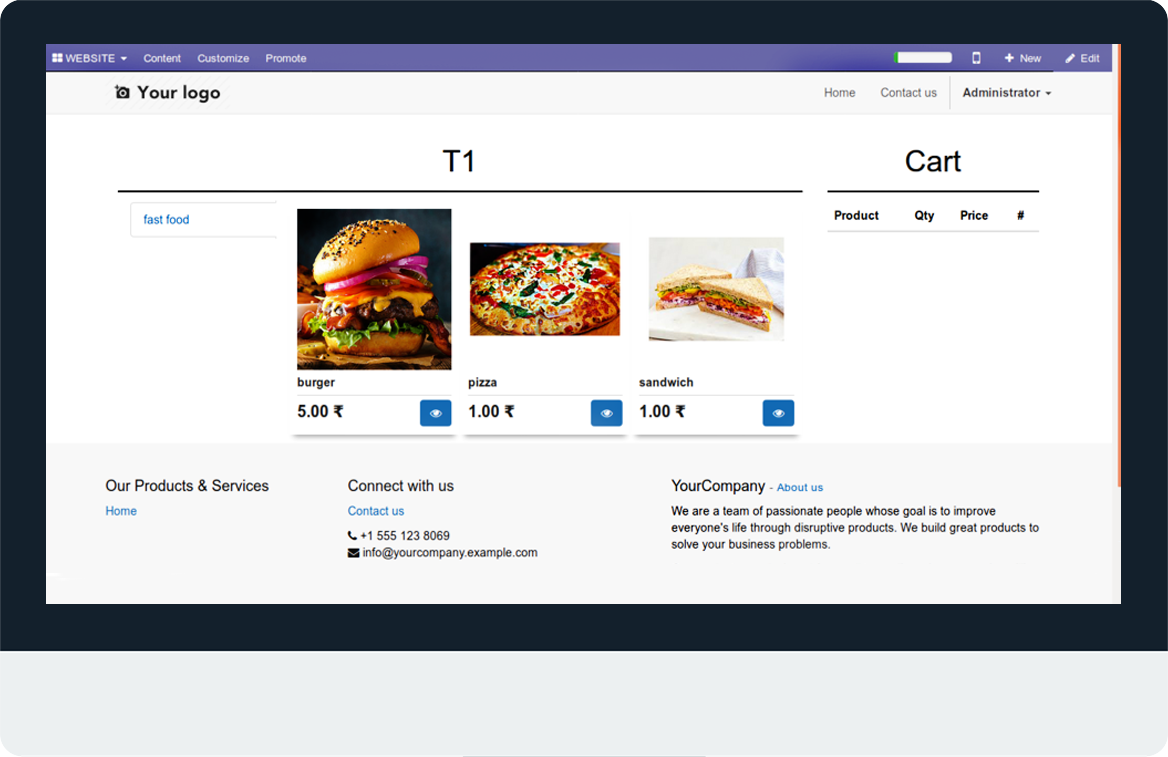 WEBSITE Content Customize Promote New Edit
Your logo Home Contact us Administrator
T1
Cart
fast food
Product Qty Price #
burger
pizza
sandwich
5.00 ₹
1.00 ₹
1.00 ₹
Our Products & Services
Home
Connect with us
Contact us
+1 555 123 8069
info@yourcompany.example.com
YourCompany - About us
We are a team of passionate people whose goal is to improve
everyone's life through disruptive products. We build great products to
solve your business problems.